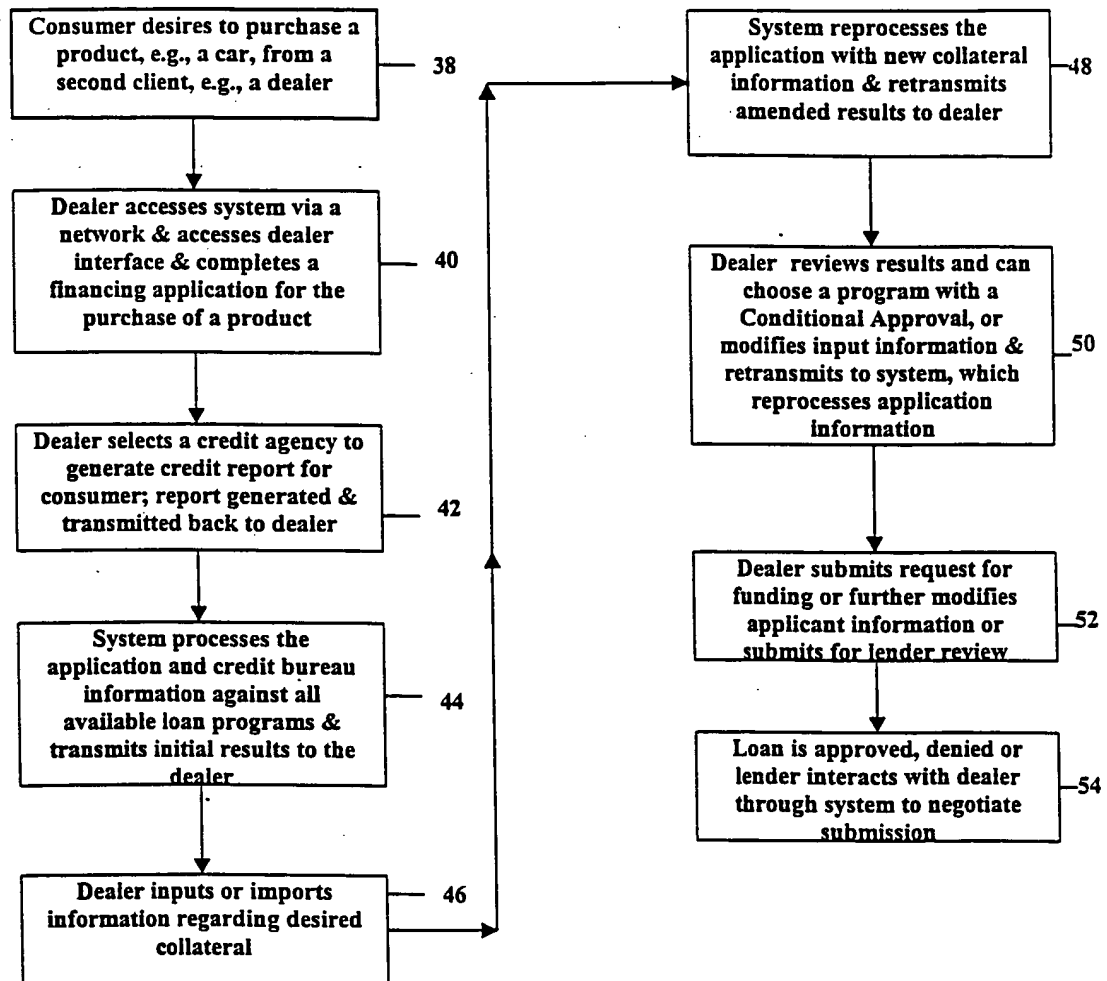 Consumer desires to purchase a
product, e.g., a car, from a
second client, e.g., a dealer
38
Dealer accesses system via a
network & accesses dealer
interface & completes a
financing application for the
purchase of a product
40
Dealer selects a credit agency to
generate credit report for
consumer; report generated &
transmitted back to dealer
42
System processes the
application and credit bureau
information against all
available loan programs &
transmits initial results to the
dealer
44
Dealer inputs or imports
information regarding desired
collateral
46
System reprocesses the
application with new collateral
information & retransmits
amended results to dealer
48
Dealer reviews results and can
choose a program with a
Conditional Approval, or
modifies input information &
retransmits to system, which
reprocesses application
information
50
Dealer submits request for
funding or further modifies
applicant information or
submits for lender review
52
Loan is approved, denied or
lender interacts with dealer
through system to negotiate
submission
54